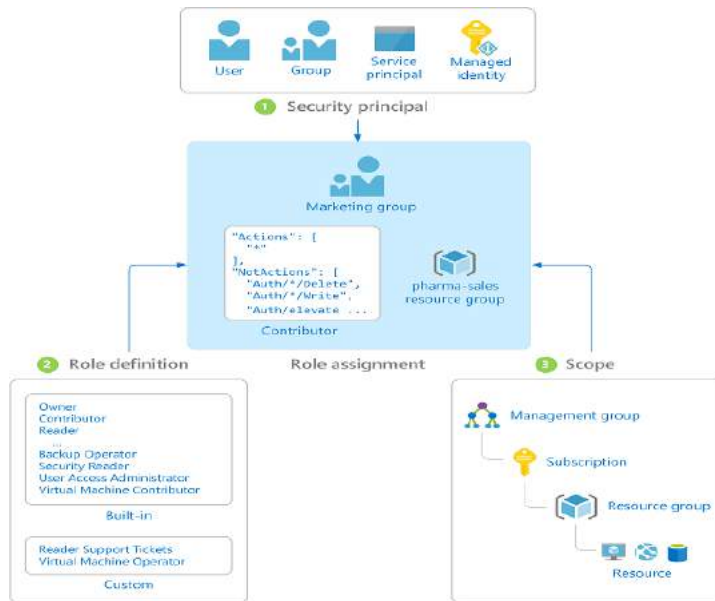 User
Group
Service
principal
Managed
identity
1 Security principal
Marketing group
"Actions": [
"*"
],
"NotActions": [
"Auth/*/Delete",
"Auth/*/Write",
"Auth/elevate ...
Contributor
pharma-sales
resource group
2 Role definition
Role assignment
3 Scope
Owner
Contributor
Reader
...
Backup Operator
Security Reader
User Access Administrator
Virtual Machine Contributor
Built-in
Reader Support Tickets
Virtual Machine Operator
Custom
Management group
Subscription
Resource group
Resource